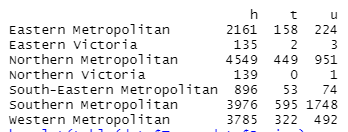 h t u
Eastern Metropolitan 2161 158 224
Eastern Victoria 135 2 3
Northern Metropolitan 4549 449 951
Northern Victoria 139 0 1
South-Eastern Metropolitan 896 53 74
Southern Metropolitan 3976 595 1748
Western Metropolitan 3785 322 492